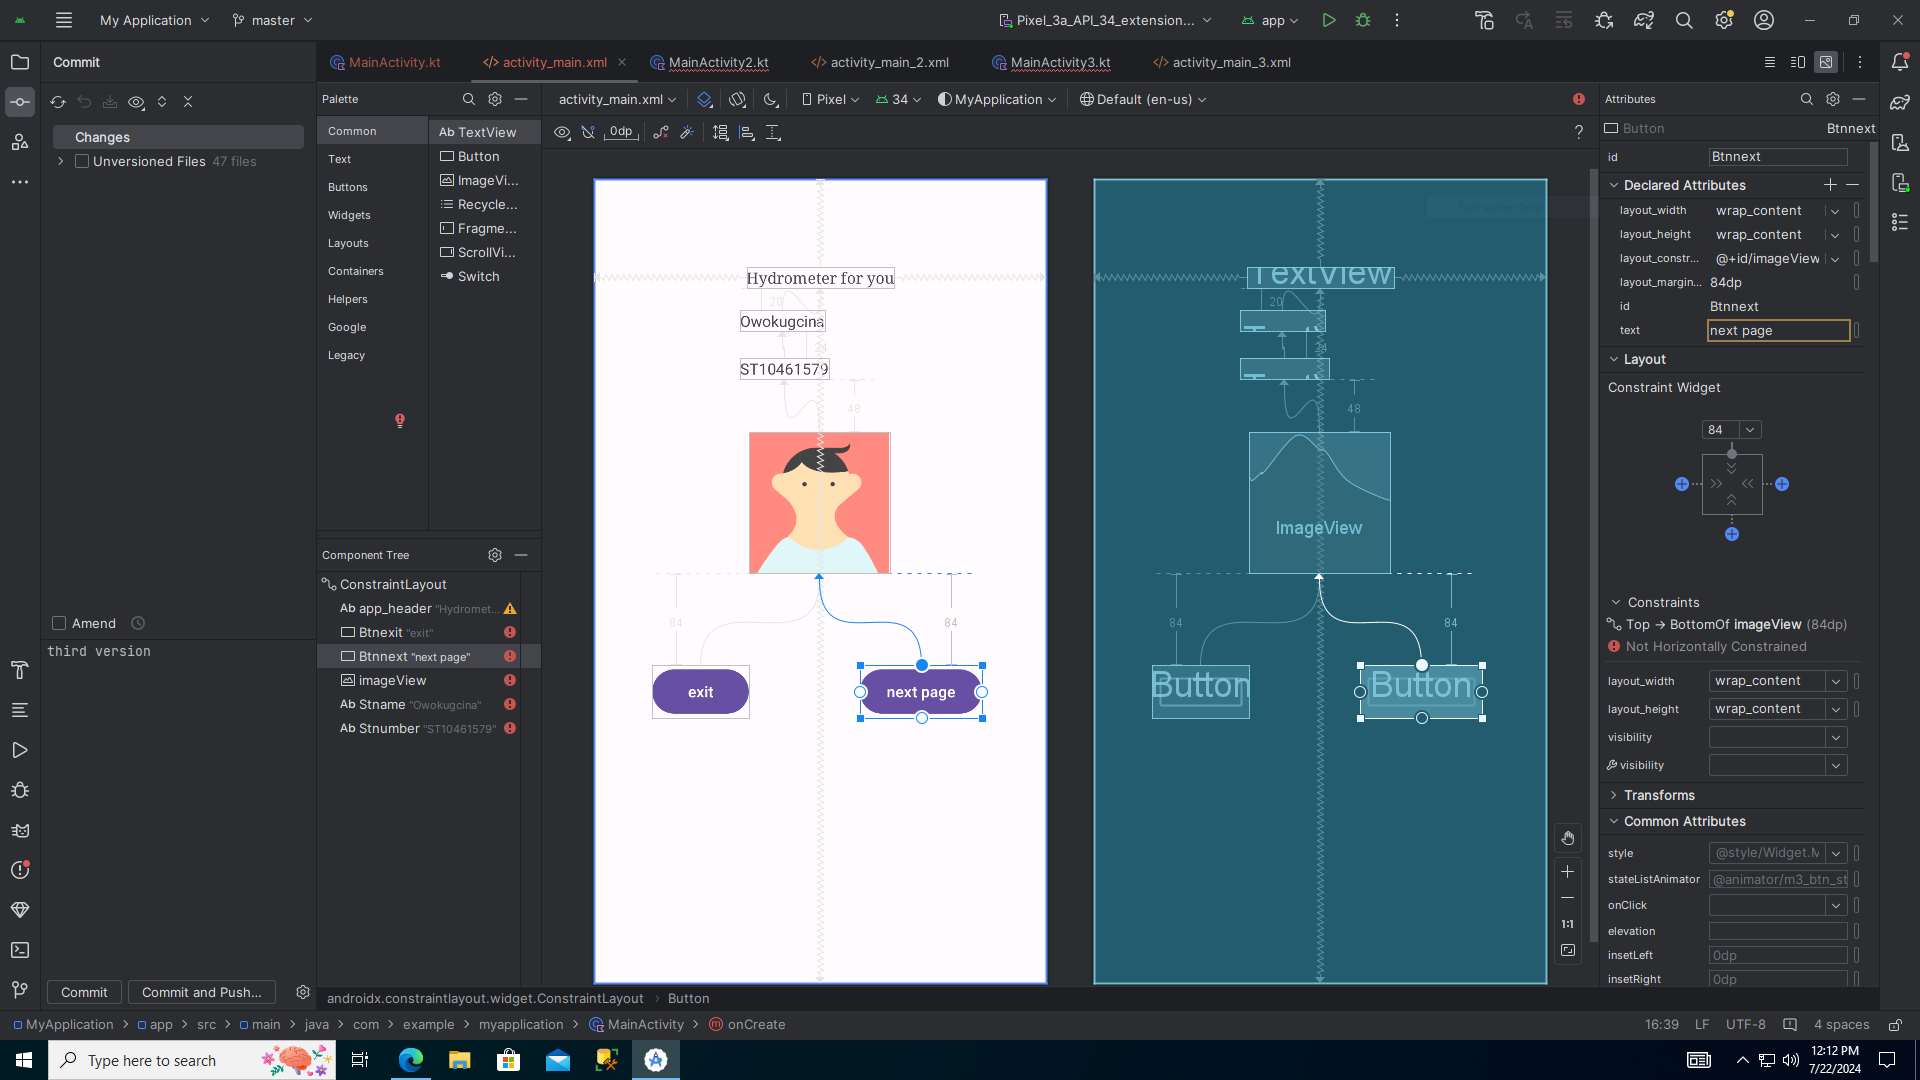 My Application
master
Pixel_3a_API_34_extension...
app
Commit
MainActivity.kt
activity_main.xml
MainActivity2.kt
activity_main_2.xml
MainActivity3.kt
activity_main_3.xml
Changes
Unversioned Files 47 files
Amend
third version
Commit
Commit and Push...
Palette
Common
Text
Buttons
Widgets
Layouts
Containers
Helpers
Google
Legacy
Ab TextView
Button
ImageVi...
Recycle...
Fragme...
ScrollVi...
Switch
Component Tree
ConstraintLayout
Ab app_header "Hydromet...
Btnexit "exit"
Btnnext "next page"
imageView
Ab Stname "Owokugcina"
Ab Stnumber "ST10461579"
activity_main.xml
Pixel
34
MyApplication
Default (en-us)
0dp
?
Hydrometer for you
20
Owokugcina
24
ST10461579
48
84
84
exit
next page
TextView
20
24
48
ImageView
84
84
Button
Button
1:1
androidx.constraintlayout.widget.ConstraintLayout
Button
Attributes
Button
Btnnext
id
Btnnext
Declared Attributes
layout_width wrap_content
layout_height wrap_content
layout_constr... @+id/imageView
layout_margin... 84dp
id Btnnext
text next page
Layout
Constraint Widget
84
Constraints
Top → BottomOf imageView (84dp)
Not Horizontally Constrained
layout_width wrap_content
layout_height wrap_content
visibility
visibility
Transforms
Common Attributes
style @style/Widget.M
stateListAnimator @animator/m3_btn_st
onClick
elevation
insetLeft 0dp
insetRight 0dp
MyApplication
app
src
main
java
com
example
myapplication
MainActivity
onCreate
16:39
LF
UTF-8
4 spaces
Type here to search
12:12 PM
7/22/2024